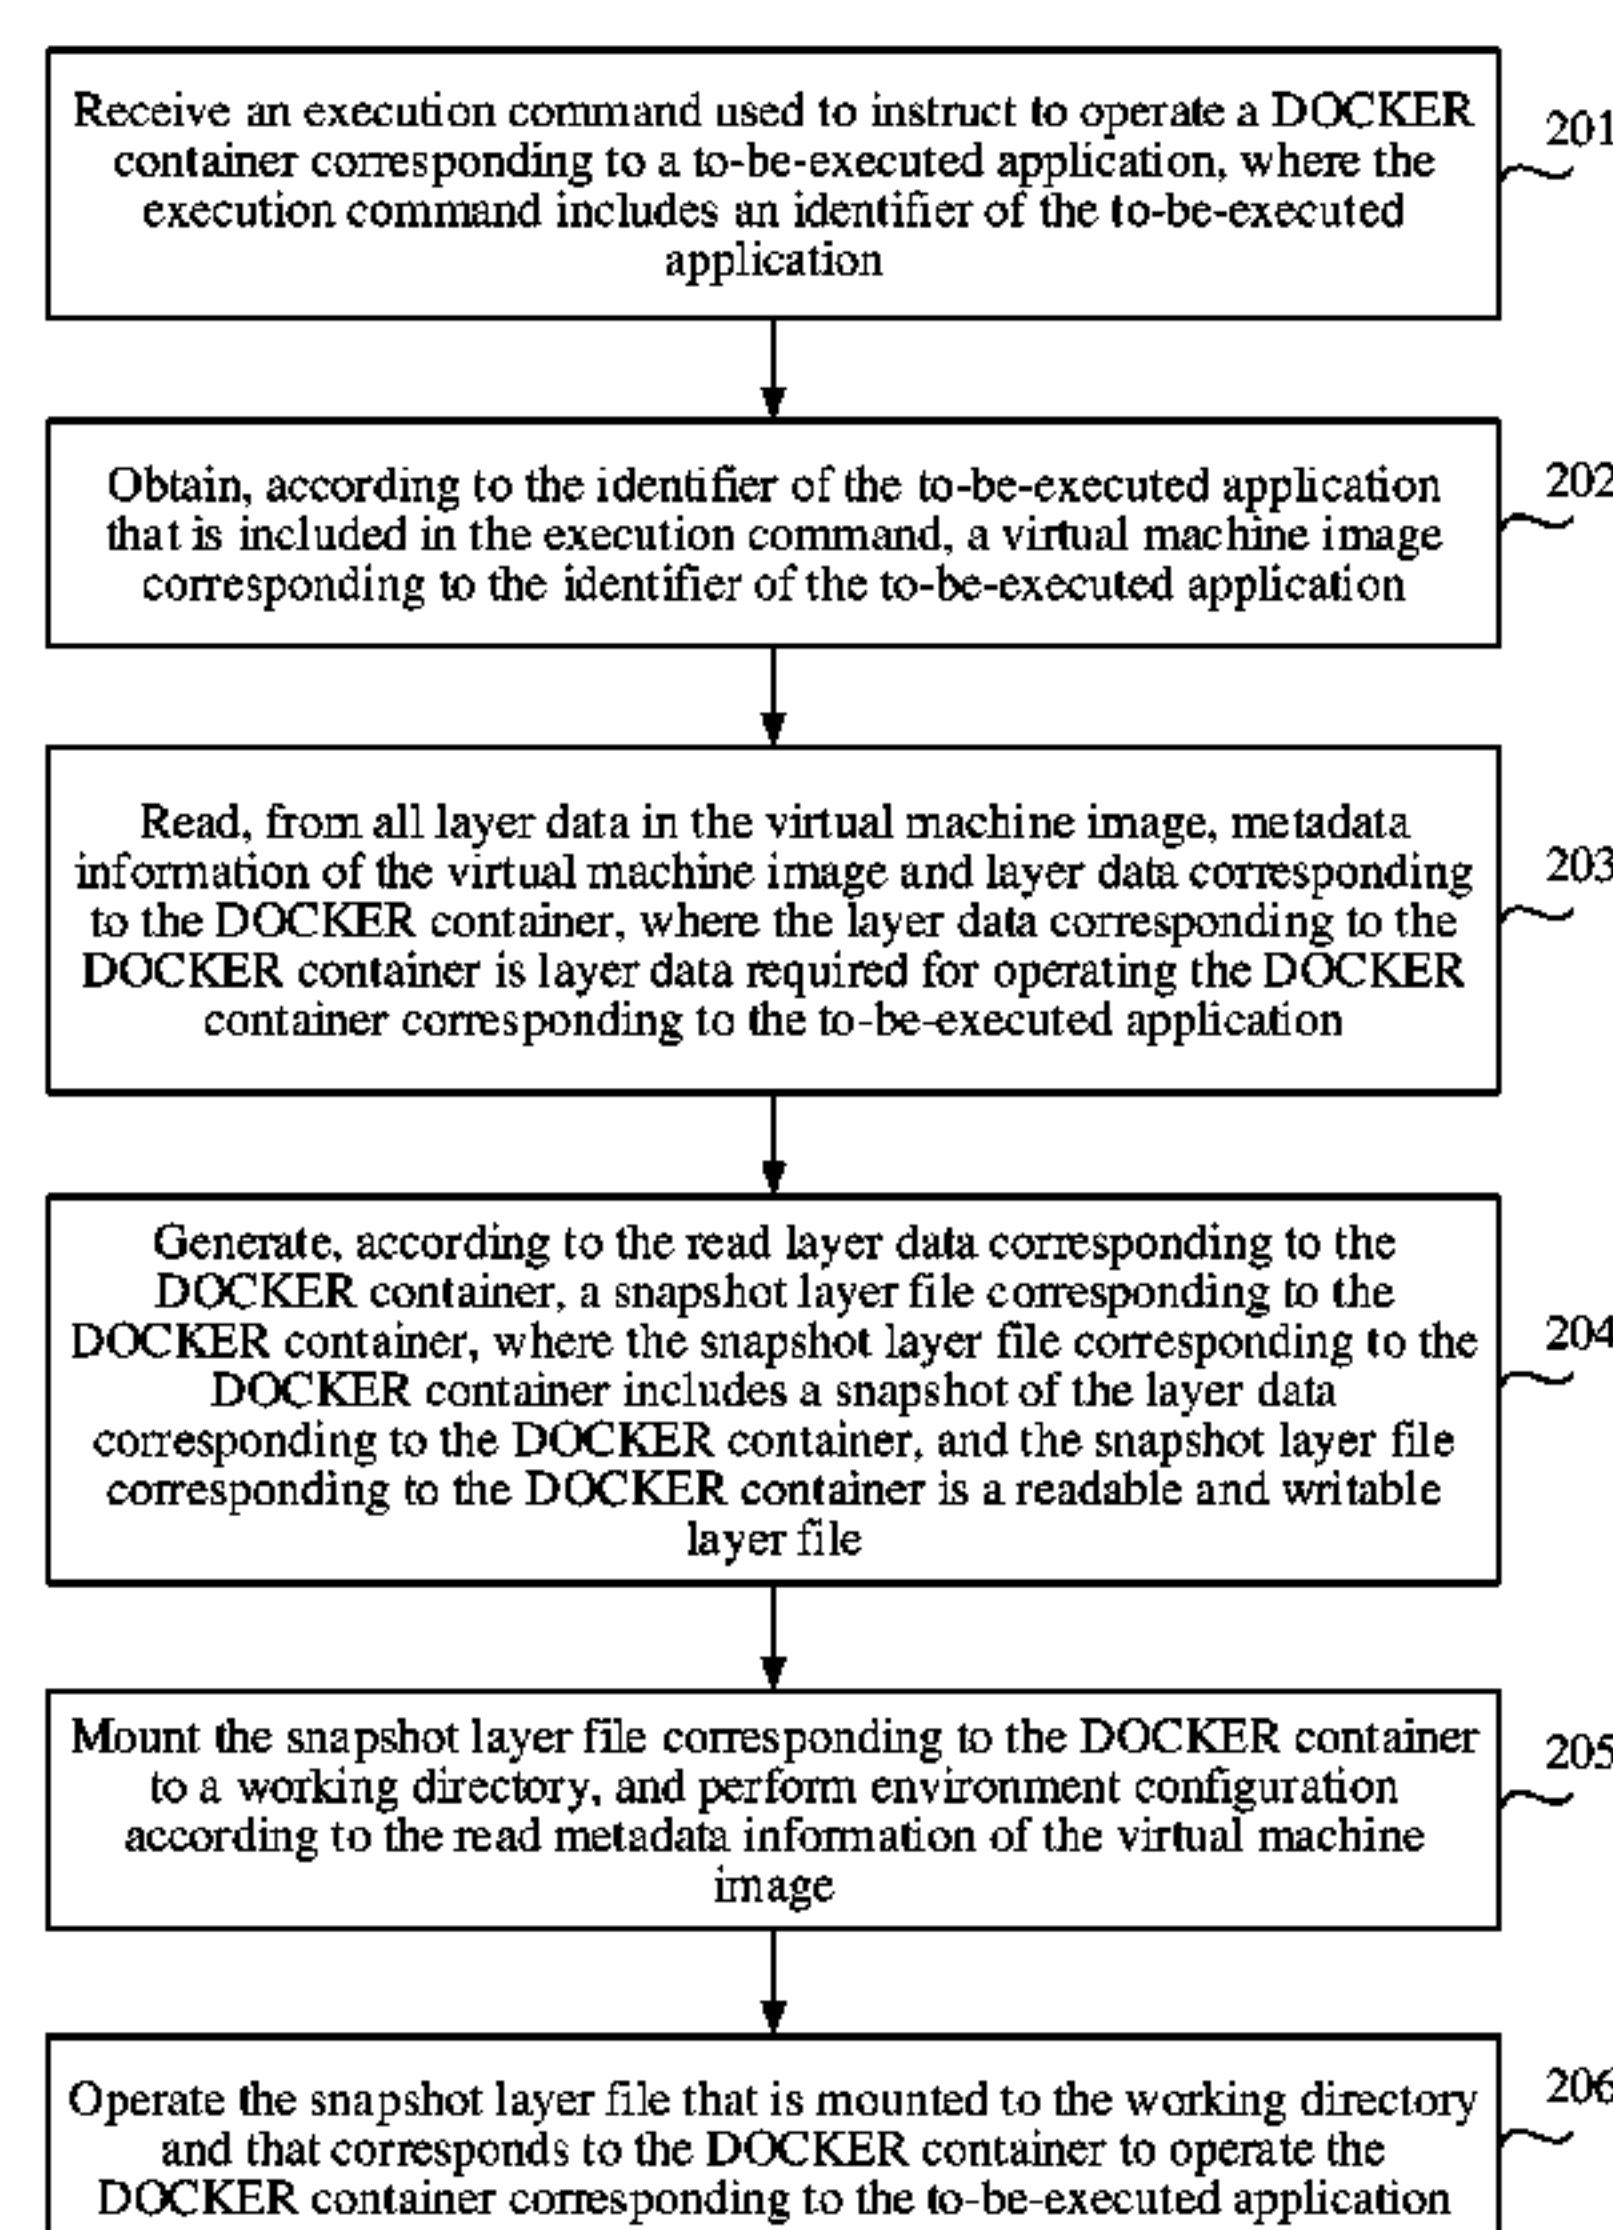 Receive an execution command used to instruct to operate a DOCKER
container corresponding to a to-be-executed application, where the
execution command includes an identifier of the to-be-executed
application
201
Obtain, according to the identifier of the to-be-executed application
that is included in the execution command, a virtual machine image
corresponding to the identifier of the to-be-executed application
202
Read, from all layer data in the virtual machine image, metadata
information of the virtual machine image and layer data corresponding
to the DOCKER container, where the layer data corresponding to the
DOCKER container is layer data required for operating the DOCKER
container corresponding to the to-be-executed application
203
Generate, according to the read layer data corresponding to the
DOCKER container, a snapshot layer file corresponding to the
DOCKER container, where the snapshot layer file corresponding to the
DOCKER container includes a snapshot of the layer data
corresponding to the DOCKER container, and the snapshot layer file
corresponding to the DOCKER container is a readable and writable
layer file
204
Mount the snapshot layer file corresponding to the DOCKER container
to a working directory, and perform environment configuration
according to the read metadata information of the virtual machine
image
205
Operate the snapshot layer file that is mounted to the working directory
and that corresponds to the DOCKER container to operate the
DOCKER container corresponding to the to-be-executed application
206